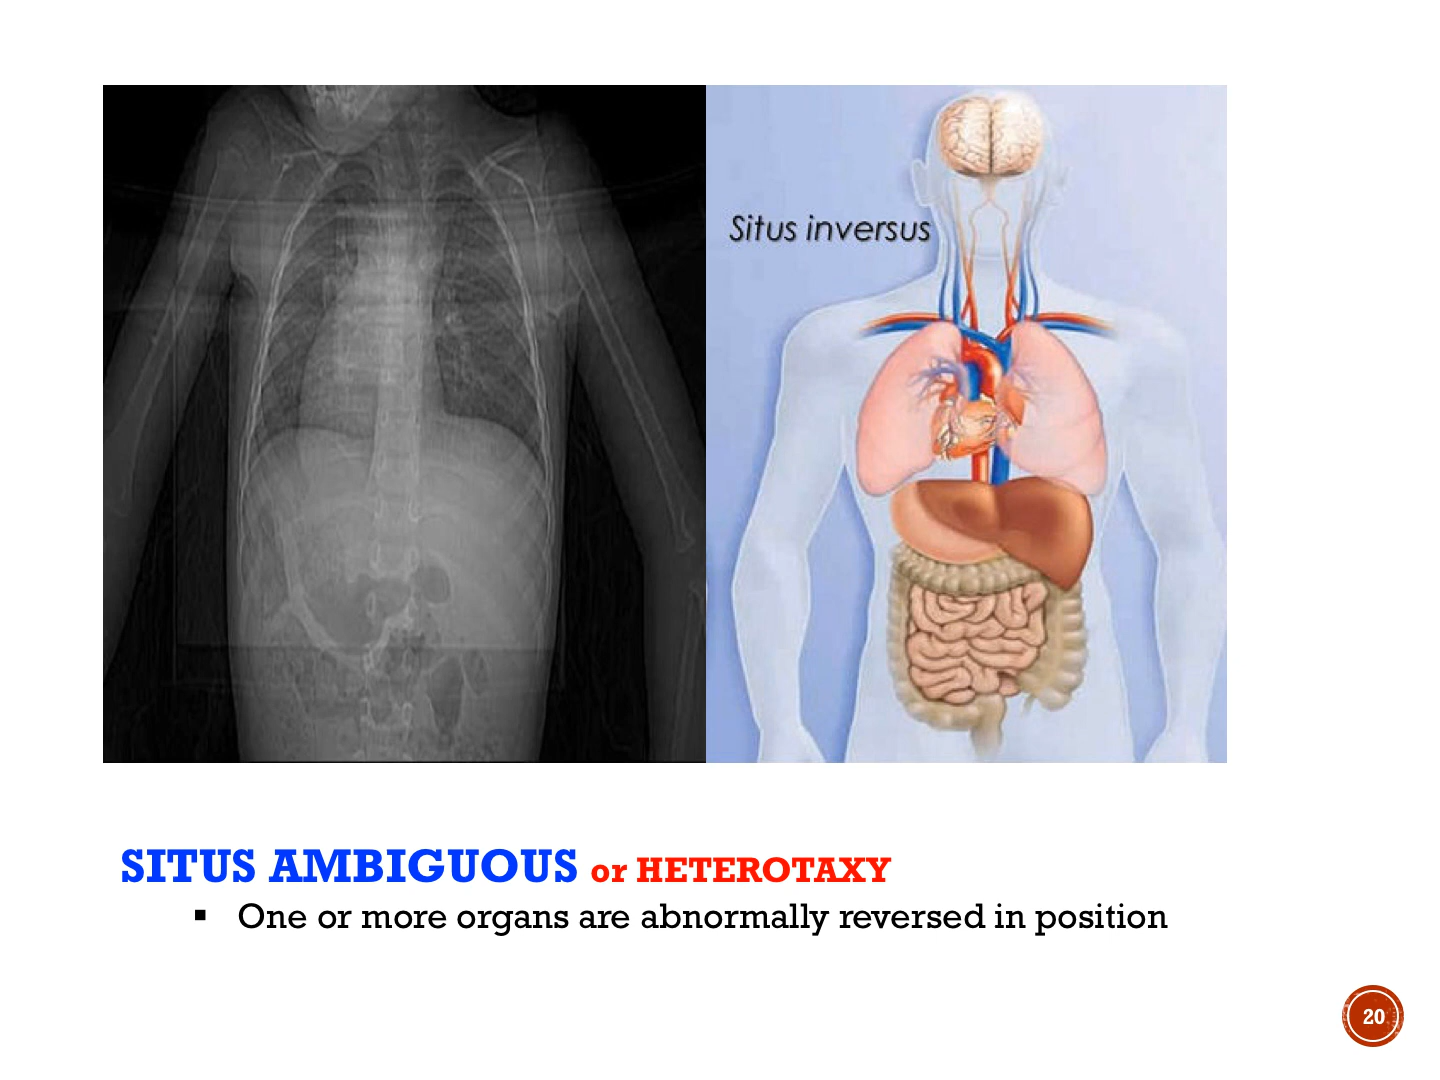 Situs inversus
SITUS AMBIGUOUS or HETEROTAXY
▪ One or more organs are abnormally reversed in position
20